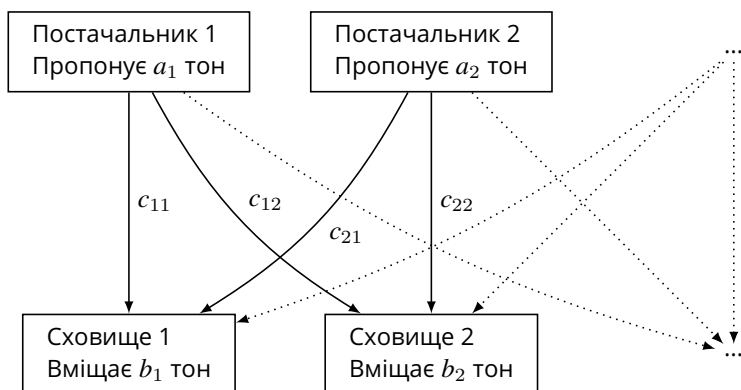 Постачальник 1
Пропонує a₁ тон
Постачальник 2
Пропонує a₂ тон
...
c₁₁
c₁₂
c₂₁
c₂₂
Сховище 1
Вміщає b₁ тон
Сховище 2
Вміщає b₂ тон
...